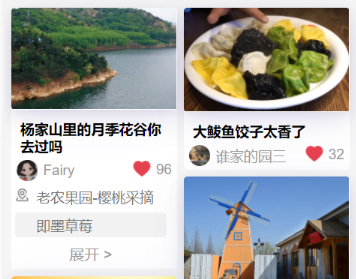 杨家山里的月季花谷你
去过吗
Fairy
96
老农果园-樱桃采摘
即墨草莓
展开 >
大鲅鱼饺子太香了
谁家的园三
32